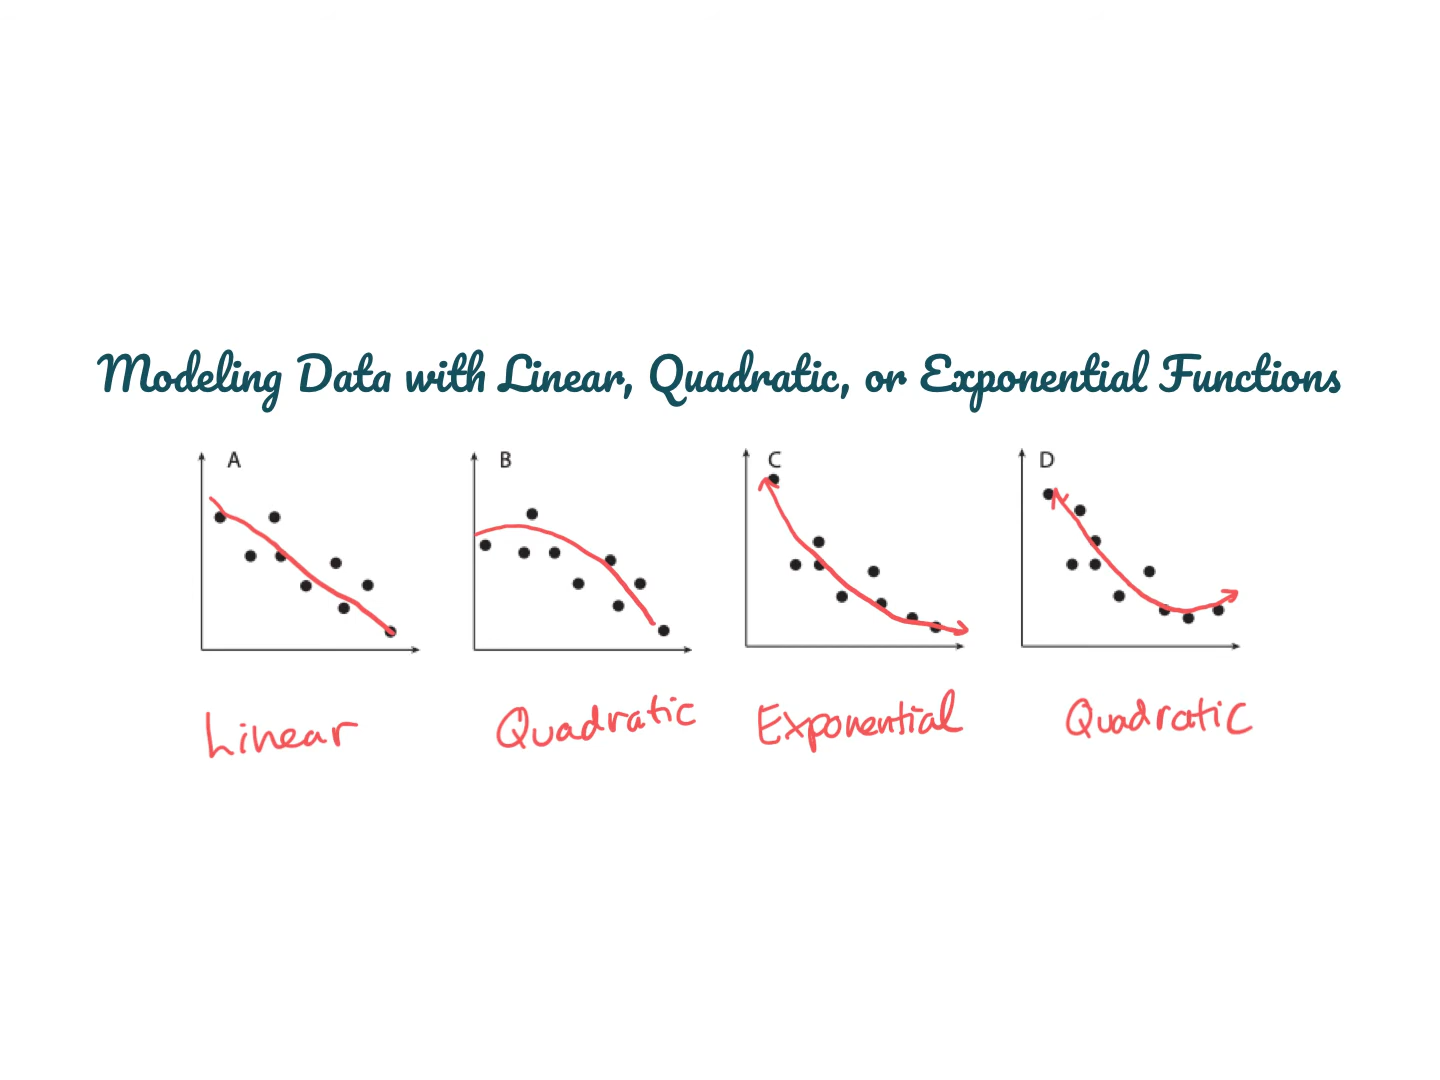 Modeling Data with Linear, Quadratic, or Exponential Functions
A B C D
Linear Quadratic Exponential Quadratic